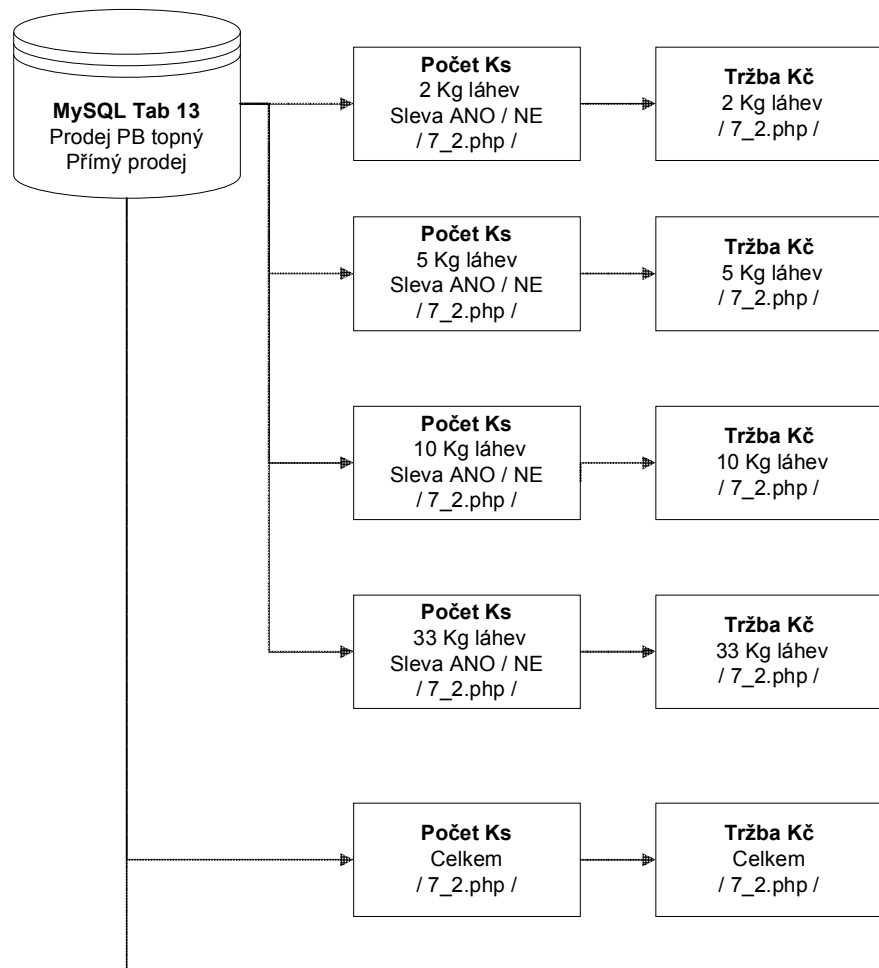 MySQL Tab 13
Prodej PB topný
Přímý prodej
Počet Ks
2 Kg láhev
Sleva ANO / NE
/ 7_2.php /
Tržba Kč
2 Kg láhev
/ 7_2.php /
Počet Ks
5 Kg láhev
Sleva ANO / NE
/ 7_2.php /
Tržba Kč
5 Kg láhev
/ 7_2.php /
Počet Ks
10 Kg láhev
Sleva ANO / NE
/ 7_2.php /
Tržba Kč
10 Kg láhev
/ 7_2.php /
Počet Ks
33 Kg láhev
Sleva ANO / NE
/ 7_2.php /
Tržba Kč
33 Kg láhev
/ 7_2.php /
Počet Ks
Celkem
/ 7_2.php /
Tržba Kč
Celkem
/ 7_2.php /